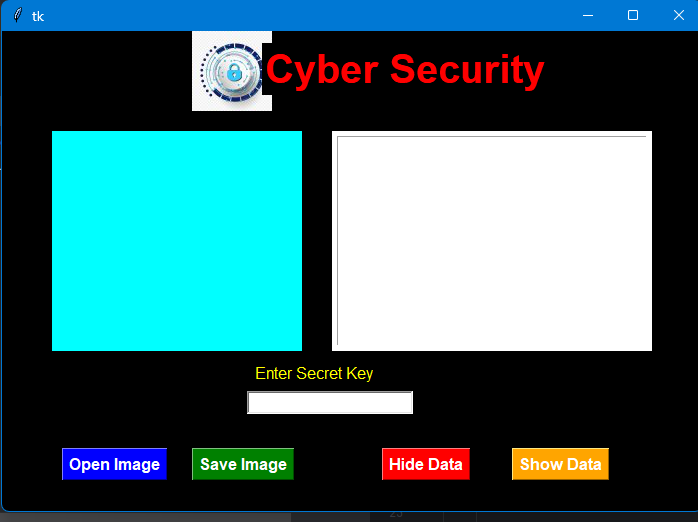 tk
Cyber Security
Enter Secret Key
Open Image
Save Image
Hide Data
Show Data